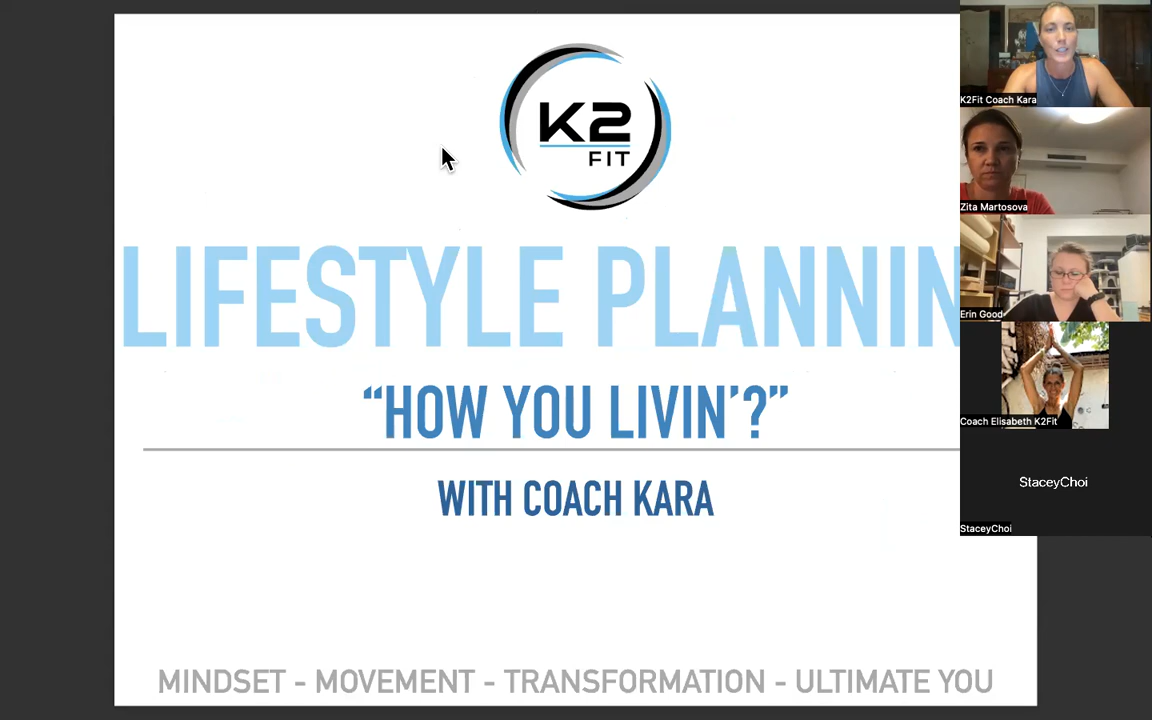 K2
FIT
LIFESTYLE PLANNIN
“HOW YOU LIVIN’?”
WITH COACH KARA
MINDSET - MOVEMENT - TRANSFORMATION - ULTIMATE YOU
K2Fit Coach Kara
Zita Martosova
Erin Good
Coach Elisabeth K2Fit
StaceyChoi
StaceyChoi